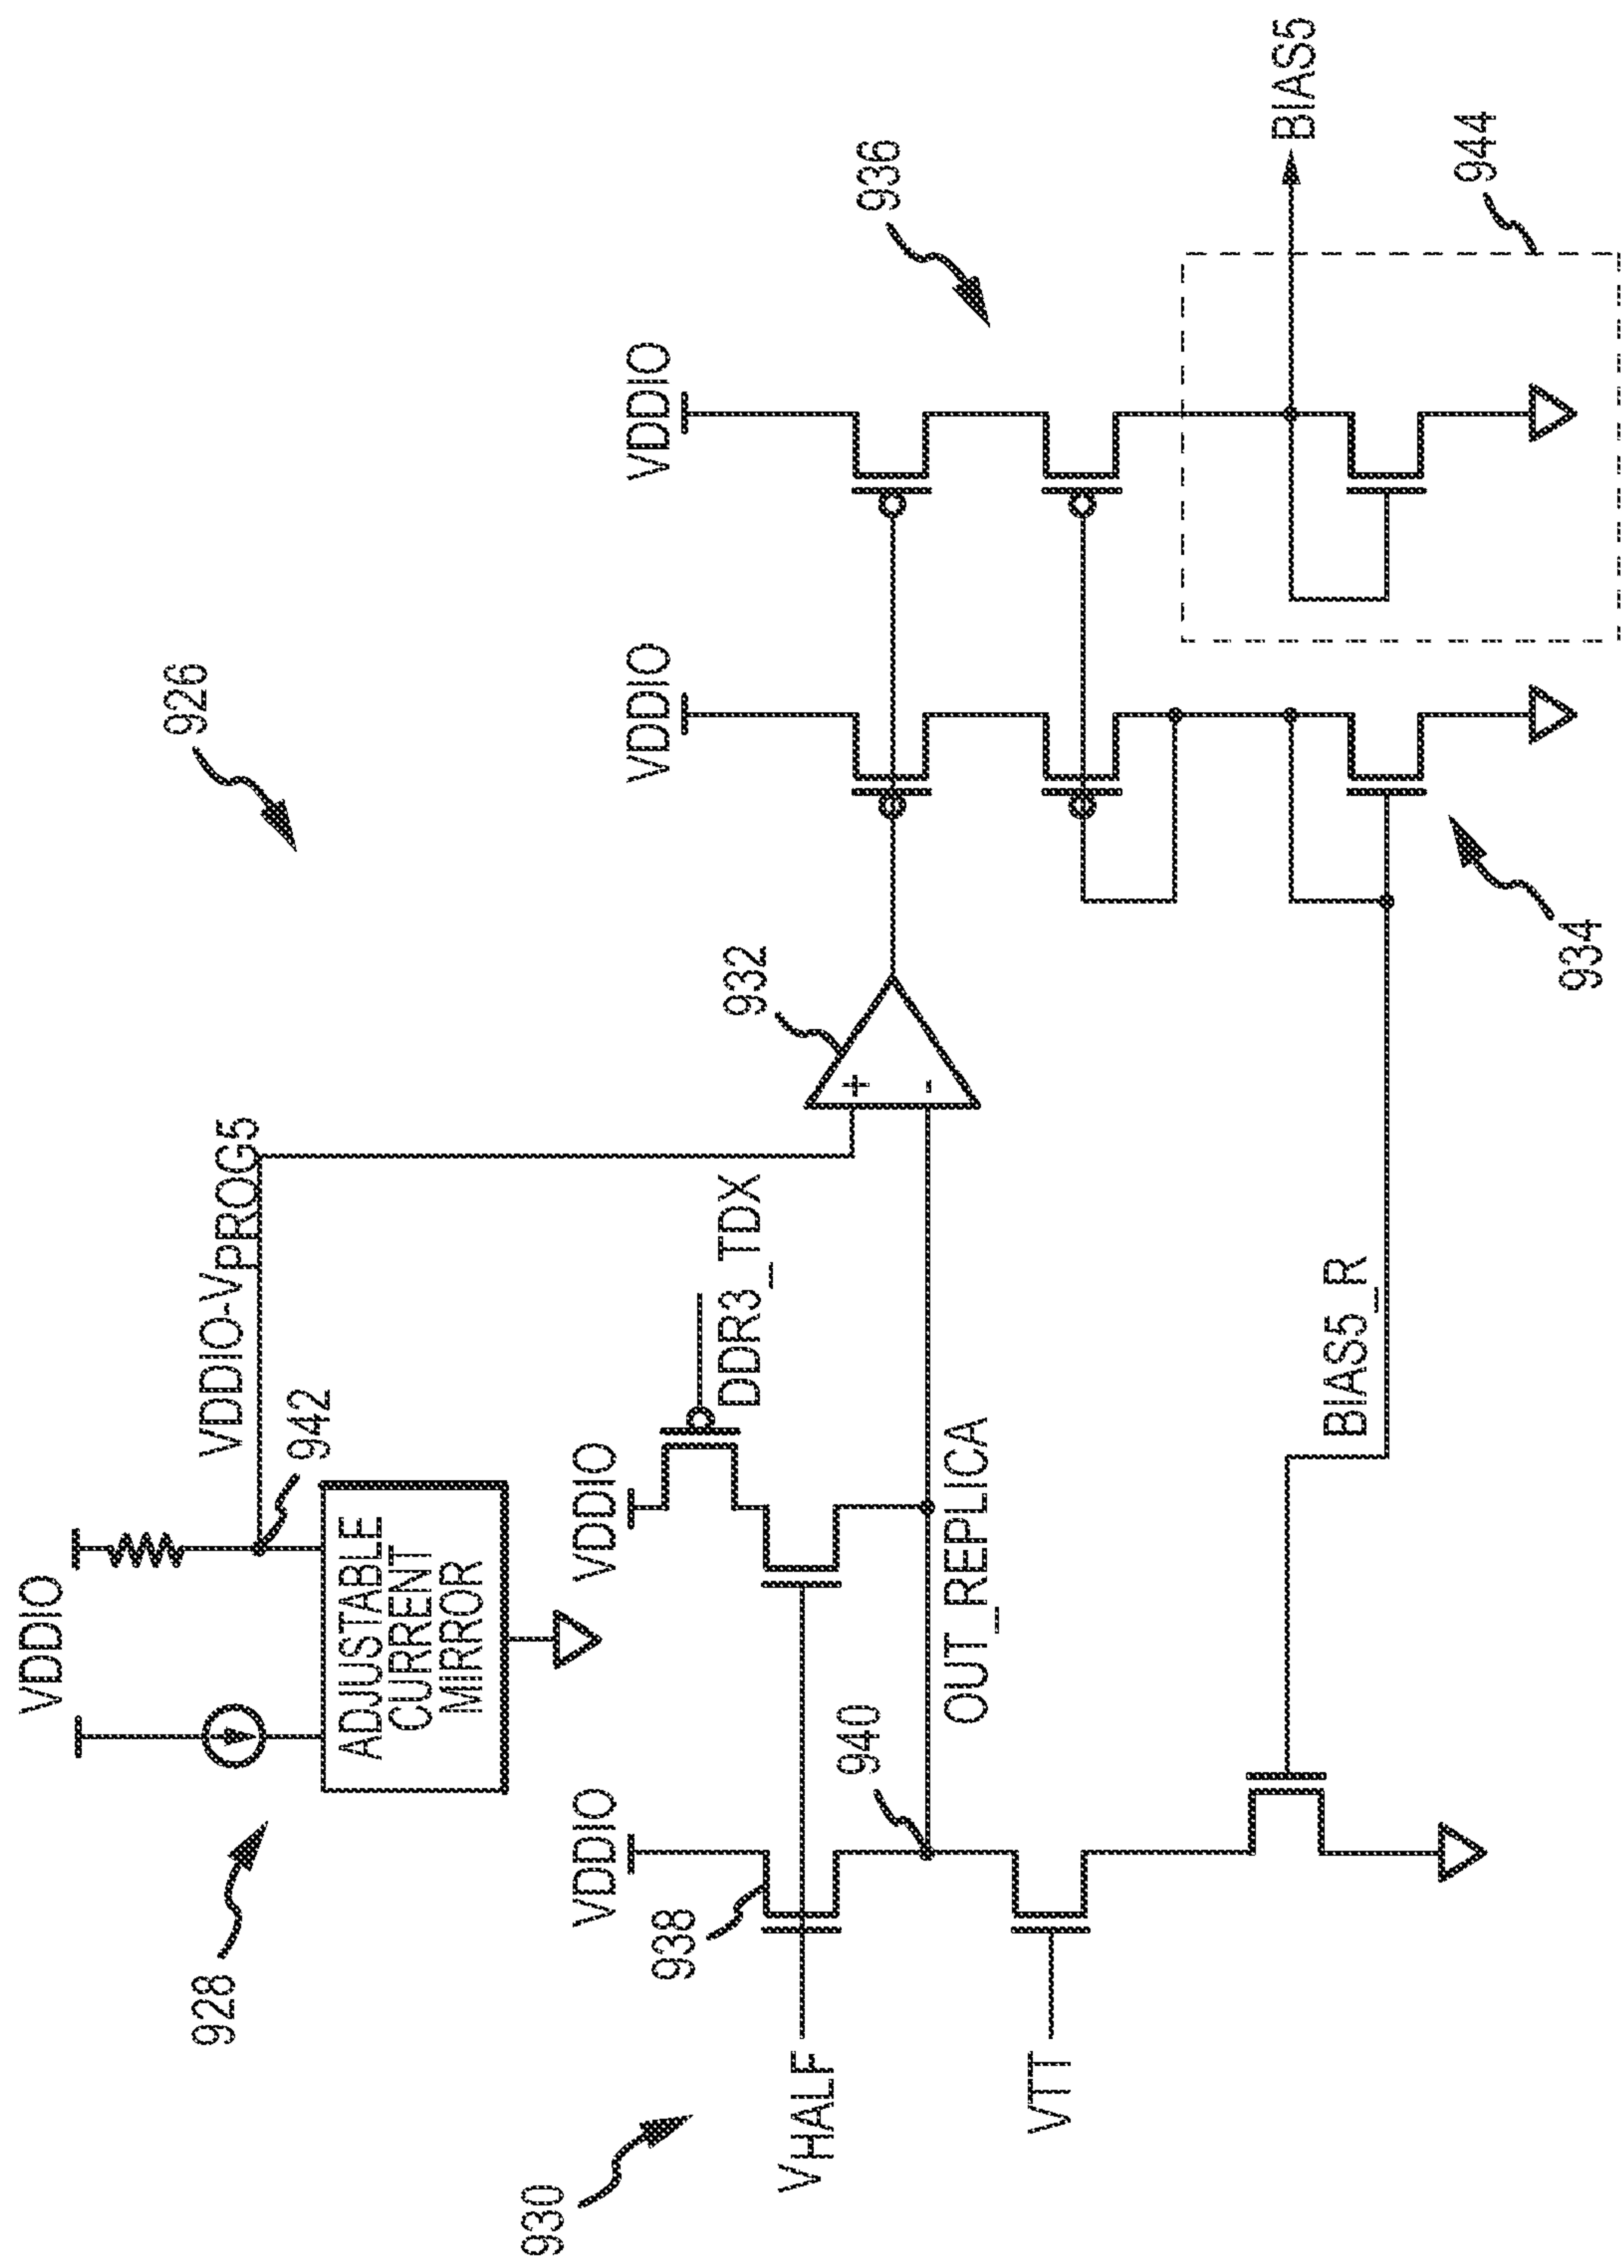 926
928
VDDIO
ADJUSTABLE
CURRENT
MIRROR
942
VDDIO-VPROG5
930
VDDIO
938
VHALF
VTT
940
OUT_REPLICA
VDDIO
DDR3_TDX
932
+
-
BIAS5_R
VDDIO
934
VDDIO
936
BIAS5
944